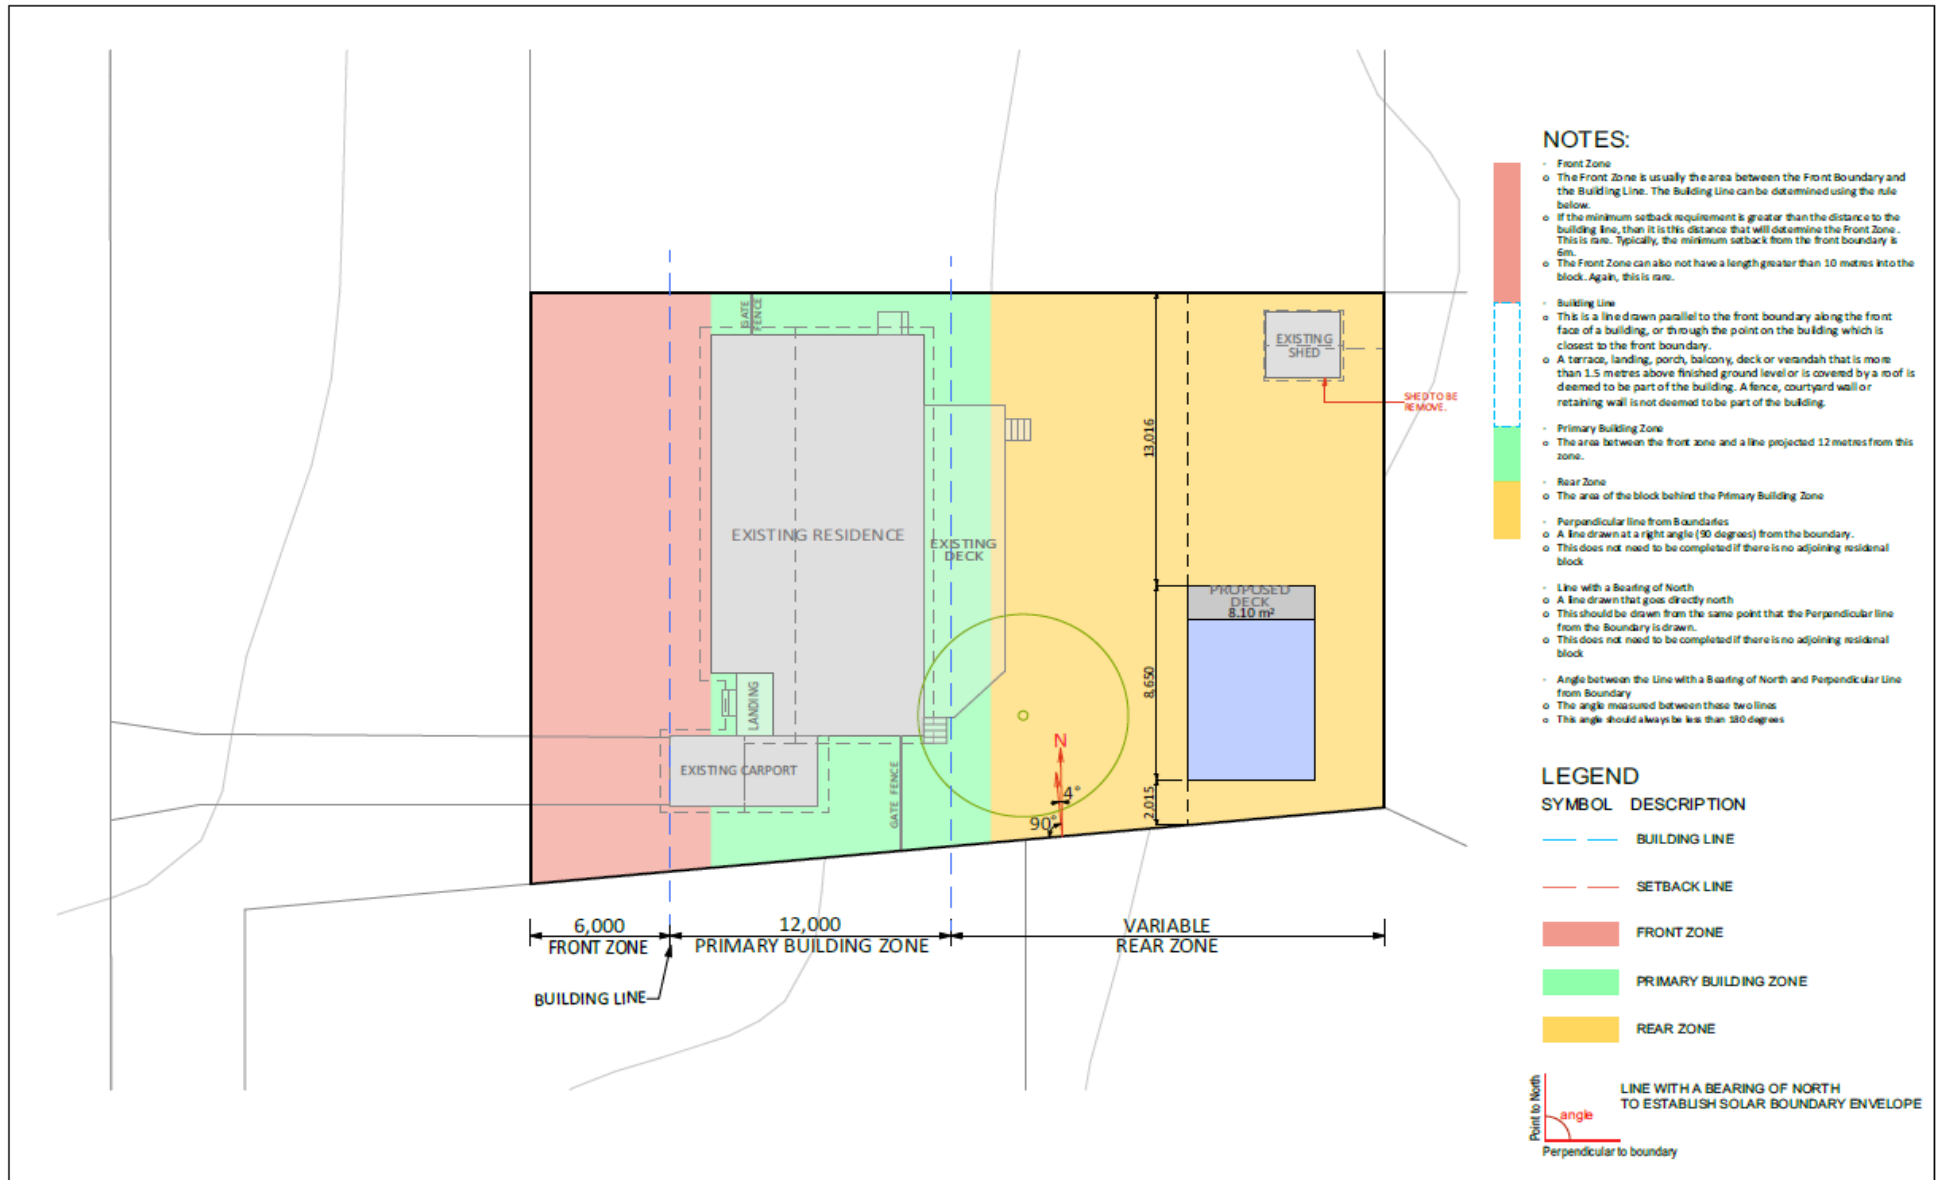 GATE
FENCE
EXISTING
SHED
SHED TO BE
REMOVE.
13,016
EXISTING RESIDENCE
EXISTING
DECK
PROPOSED
DECK
8.10 m²
8,650
LANDING
EXISTING CARPORT
GATE FENCE
N
4°
90°
2,015
6,000
FRONT ZONE
12,000
PRIMARY BUILDING ZONE
VARIABLE
REAR ZONE
BUILDING LINE
NOTES:
- Front Zone
o The Front Zone is usually the area between the Front Boundary and
the Building Line. The Building Line can be determined using the rule
below.
o If the minimum setback requirement is greater than the distance to the
building line, then it is this distance that will determine the Front Zone .
This is rare. Typically, the minimum setback from the front boundary is
6m.
o The Front Zone can also not have a length greater than 10 metres into the
block. Again, this is rare.
- Building Line
o This is a line drawn parallel to the front boundary along the front
face of a building, or through the point on the building which is
closest to the front boundary.
o A terrace, landing, porch, balcony, deck or verandah that is more
than 1.5 metres above finished ground level or is covered by a roof is
deemed to be part of the building. A fence, courtyard wall or
retaining wall is not deemed to be part of the building.
- Primary Building Zone
o The area between the front zone and a line projected 12 metres from this
zone.
- Rear Zone
o The area of the block behind the Primary Building Zone
- Perpendicular line from Boundaries
o A line drawn at a right angle (90 degrees) from the boundary.
o This does not need to be completed if there is no adjoining residenal
block
- Line with a Bearing of North
o A line drawn that goes directly north
o This should be drawn from the same point that the Perpendicular line
from the Boundary is drawn.
o This does not need to be completed if there is no adjoining residenal
block
- Angle between the Line with a Bearing of North and Perpendicular Line
from Boundary
o The angle measured between these two lines
o This angle should always be less than 180 degrees
LEGEND
SYMBOL DESCRIPTION
BUILDING LINE
SETBACK LINE
FRONT ZONE
PRIMARY BUILDING ZONE
REAR ZONE
Point to North
angle
Perpendicular to boundary
LINE WITH A BEARING OF NORTH
TO ESTABLISH SOLAR BOUNDARY ENVELOPE